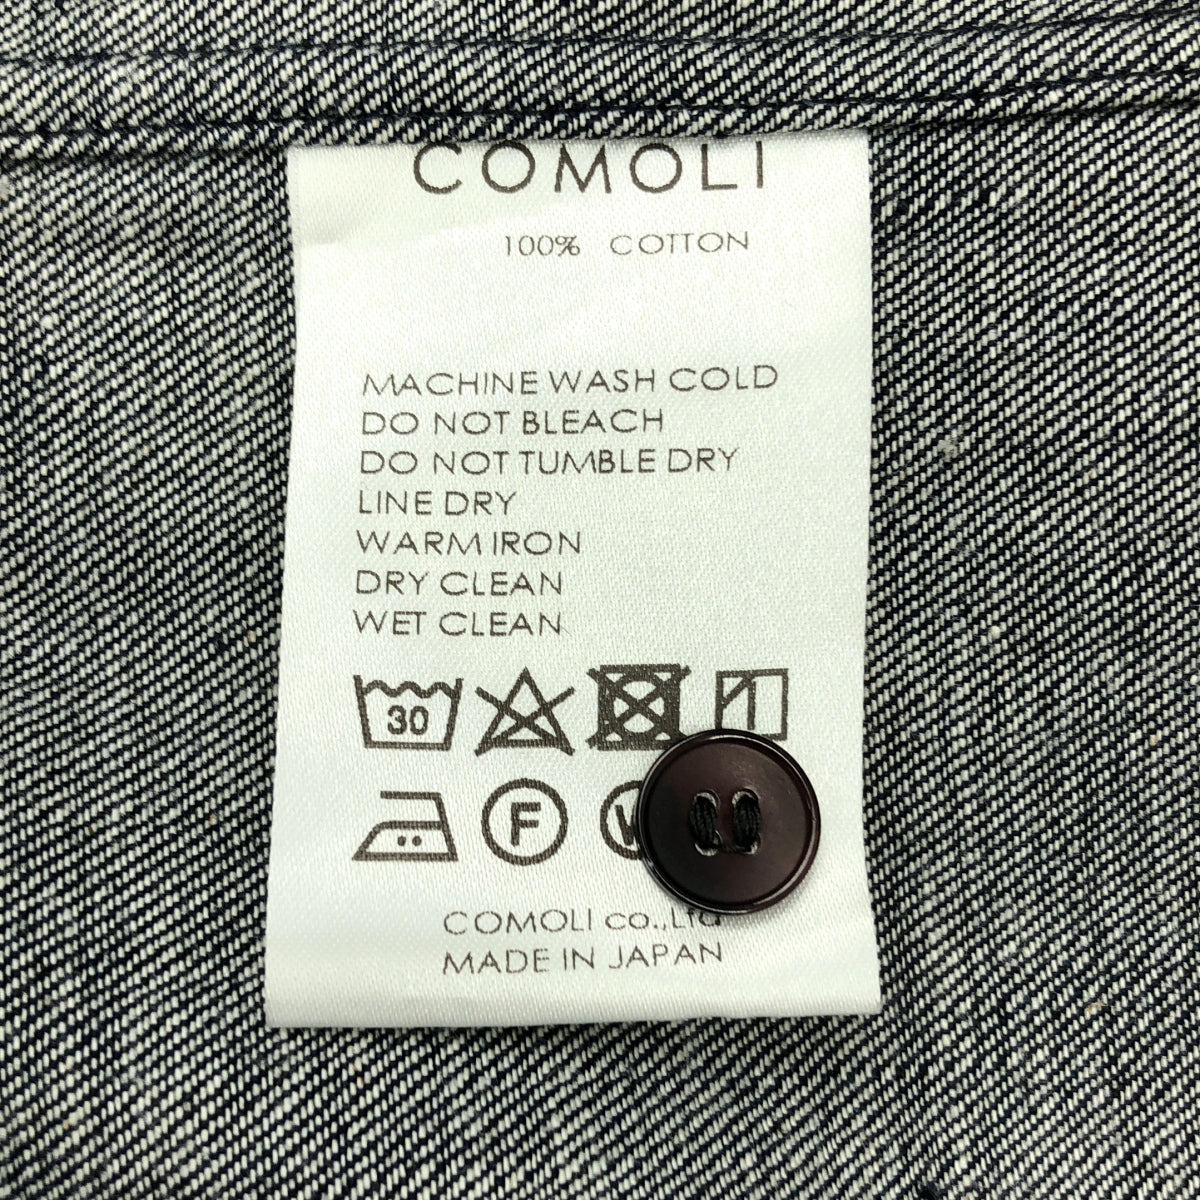 COMOLI
100% COTTON
MACHINE WASH COLD
DO NOT BLEACH
DO NOT TUMBLE DRY
LINE DRY
WARM IRON
DRY CLEAN
WET CLEAN
30
F
COMOLI co.,Ltd
MADE IN JAPAN